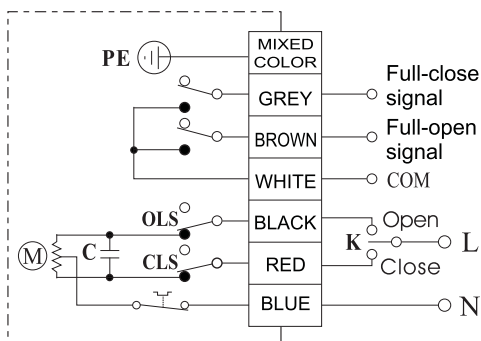 PE
MIXED
COLOR
GREY
Full-close
signal
BROWN
Full-open
signal
WHITE
COM
OLS
BLACK
Open
M
C
K
L
CLS
RED
Close
BLUE
N